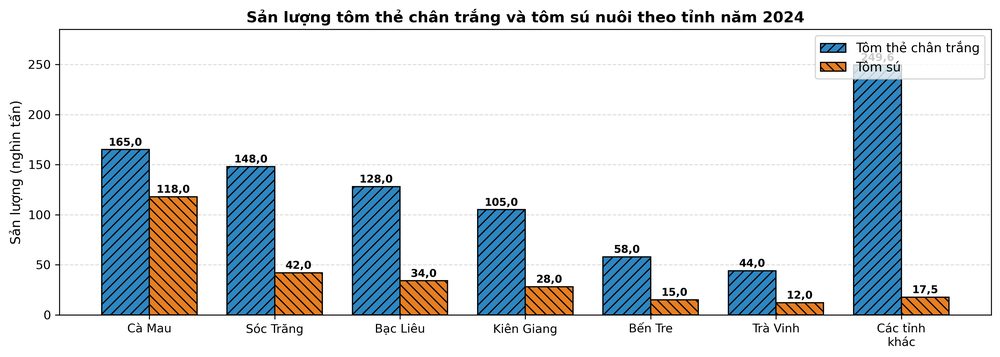 Sản lượng tôm thẻ chân trắng và tôm sú nuôi theo tỉnh năm 2024
Sản lượng (nghìn tấn)
250
200
150
100
50
0
Tôm thẻ chân trắng
Tôm sú
165,0
118,0
148,0
42,0
128,0
34,0
105,0
28,0
58,0
15,0
44,0
12,0
249,6
17,5
Cà Mau
Sóc Trăng
Bạc Liêu
Kiên Giang
Bến Tre
Trà Vinh
Các tỉnh
khác